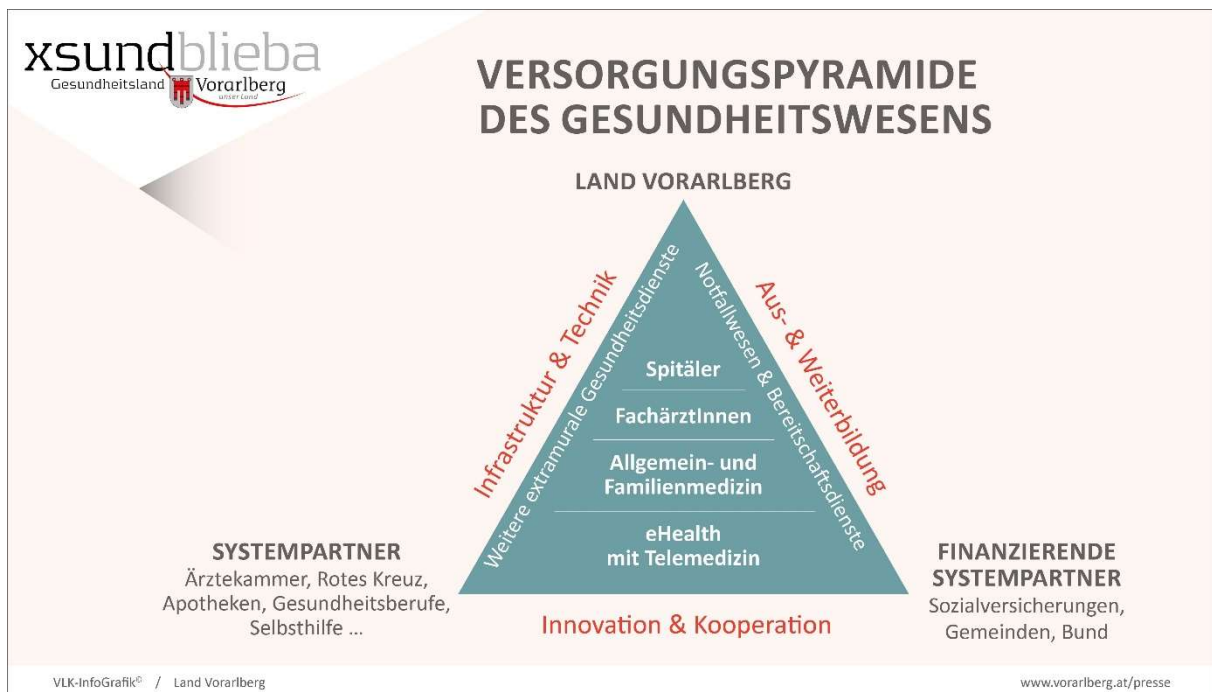 xsundblieba
Gesundheitsland Vorarlberg
unser Land
VERSORGUNGSPYRAMIDE
DES GESUNDHEITSWESENS
LAND VORARLBERG
Infrastruktur & Technik
Weitere extramurale Gesundheitsdienste
Notfallwesen & Bereitschaftsdienste
Aus- & Weiterbildung
Spitäler
FachärztInnen
Allgemein- und
Familienmedizin
eHealth
mit Telemedizin
SYSTEMPARTNER
Ärztekammer, Rotes Kreuz,
Apotheken, Gesundheitsberufe,
Selbsthilfe ...
Innovation & Kooperation
FINANZIERENDE
SYSTEMPARTNER
Sozialversicherungen,
Gemeinden, Bund
VLK-InfoGrafik© / Land Vorarlberg
www.vorarlberg.at/presse